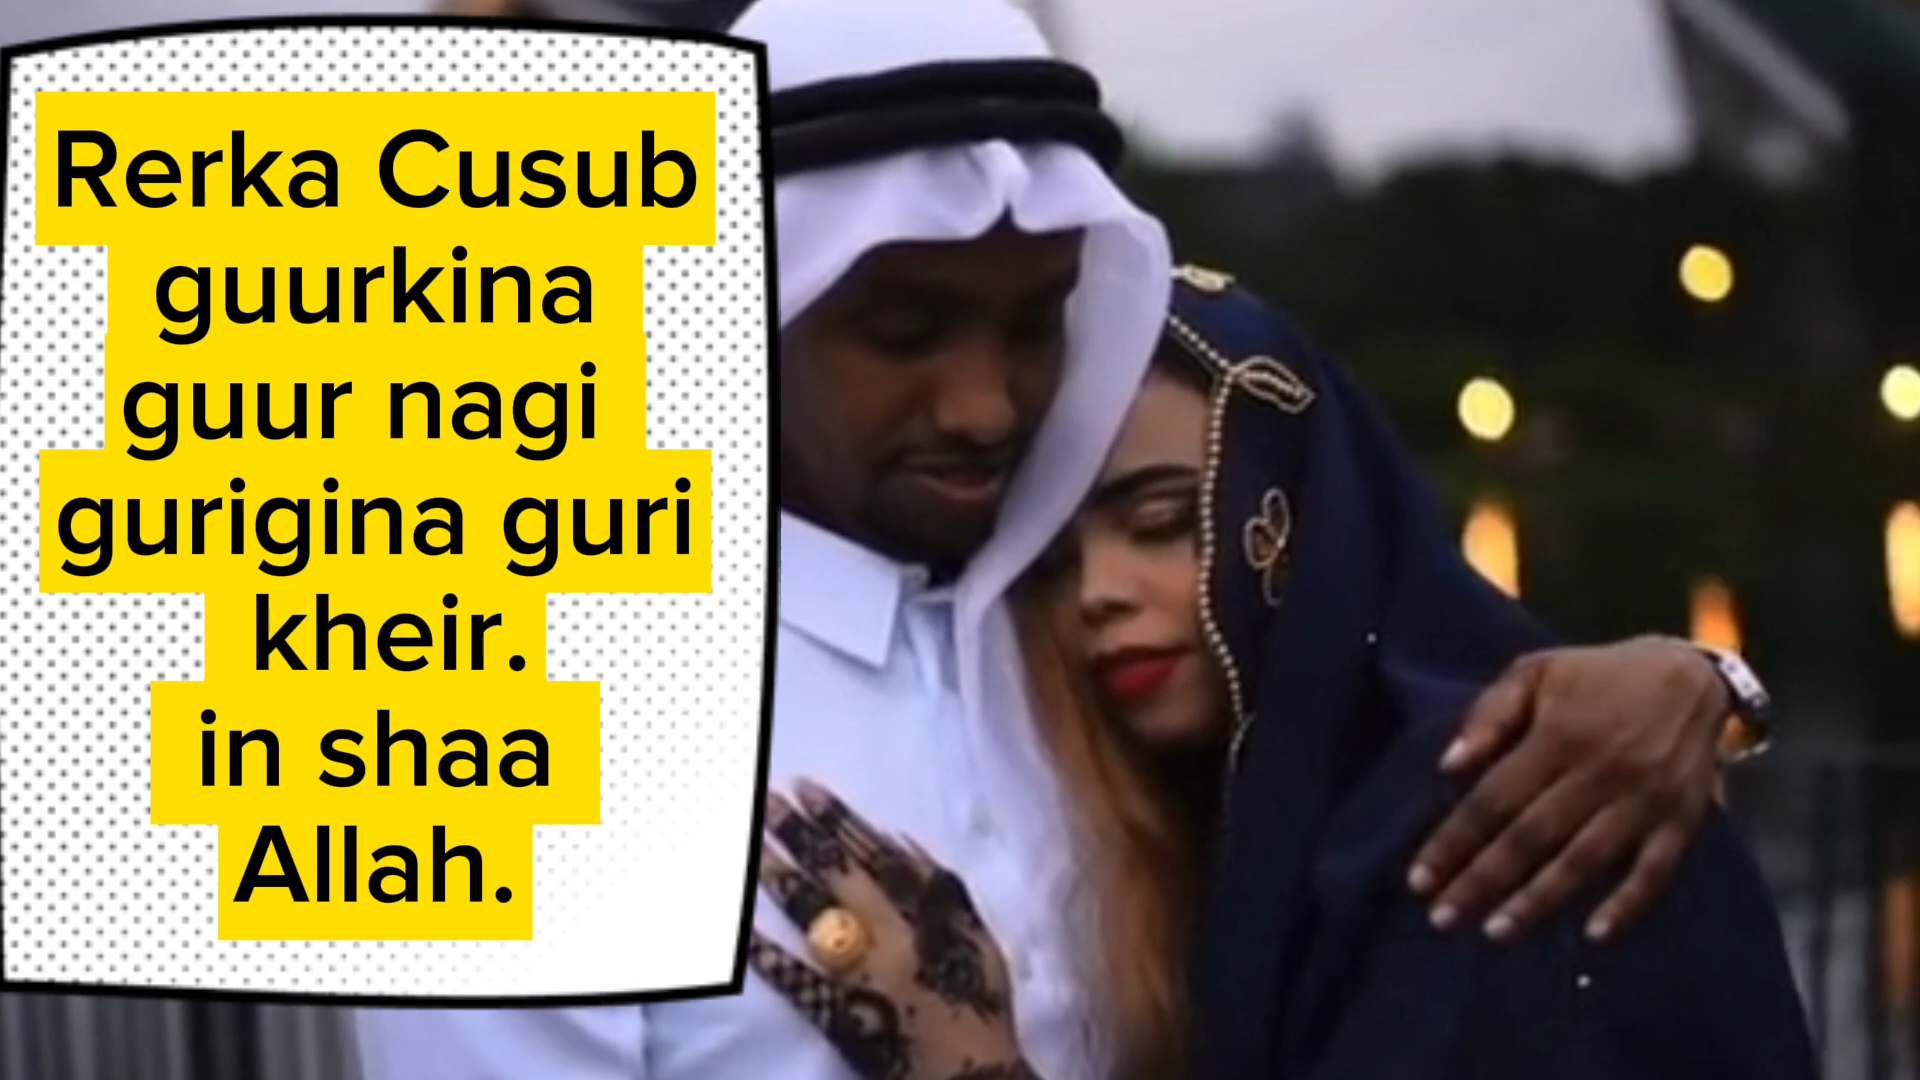 Rerka Cusub
guurkina
guur nagi
gurigina guri
kheir.
in shaa
Allah.